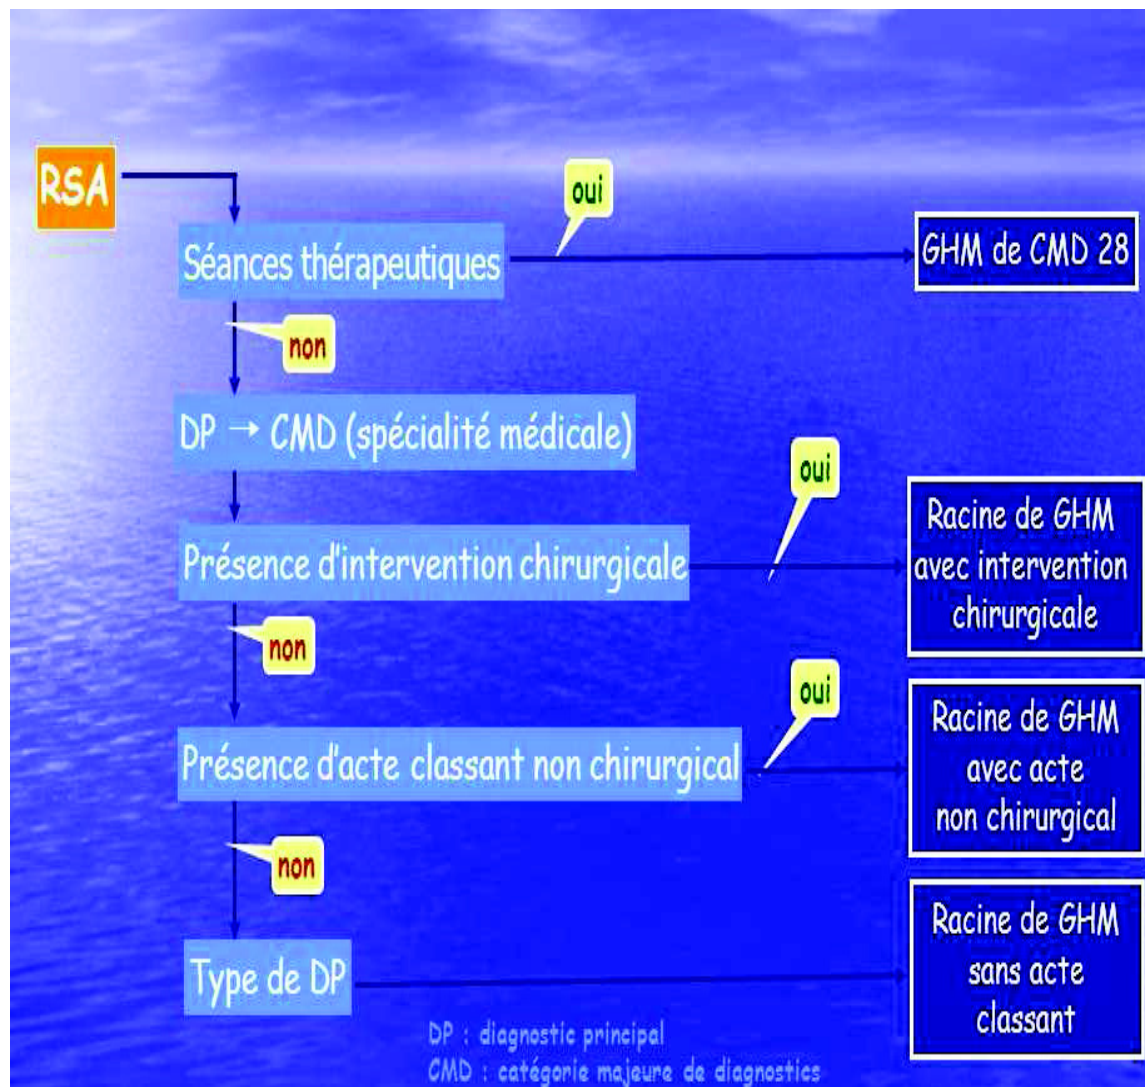 RSA
oui
Séances thérapeutiques
GHM de CMD 28
non
DP → CMD (spécialité médicale)
oui
Présence d'intervention chirurgicale
Racine de GHM
avec intervention
chirurgicale
non
oui
Présence d'acte classant non chirurgical
Racine de GHM
avec acte
non chirurgical
non
Type de DP
Racine de GHM
sans acte
classant
DP : diagnostic principal
CMD : catégorie majeure de diagnostics